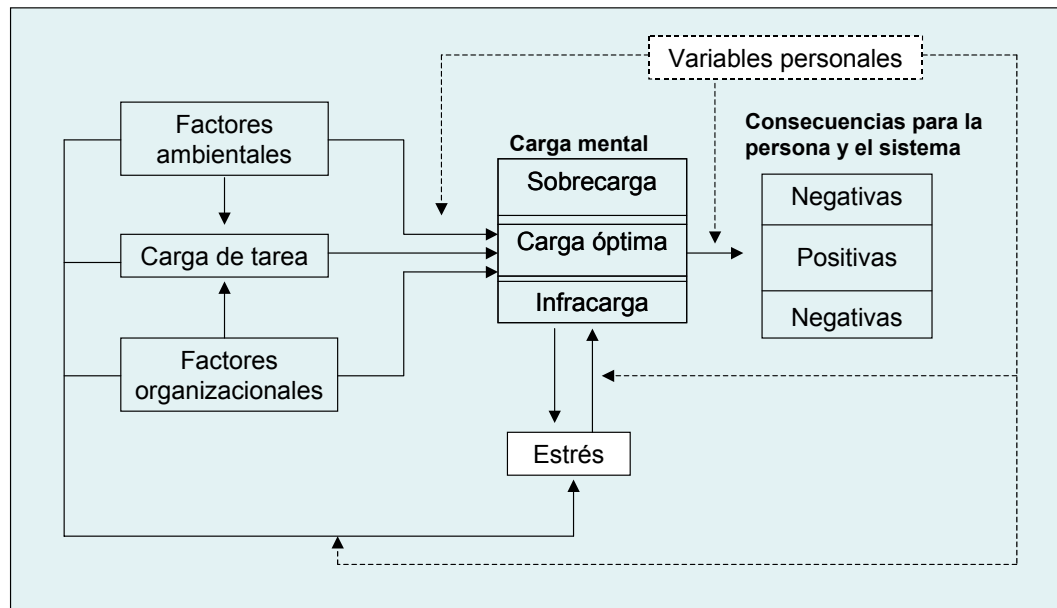 Variables personales
Factores
ambientales
Carga de tarea
Factores
organizacionales
Carga mental
Sobrecarga
Carga óptima
Infracarga
Estrés
Consecuencias para la
persona y el sistema
Negativas
Positivas
Negativas